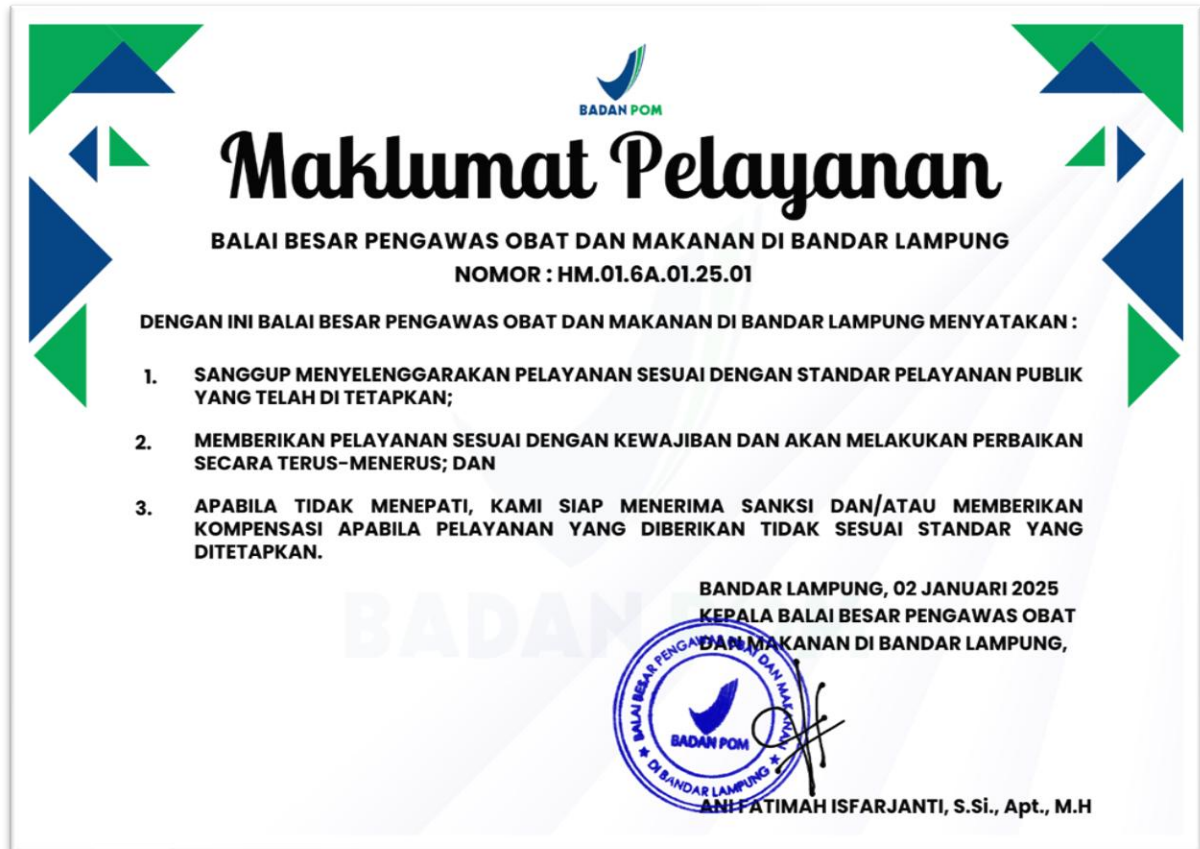 BADAN POM
Maklumat Pelayanan
BALAI BESAR PENGAWAS OBAT DAN MAKANAN DI BANDAR LAMPUNG
NOMOR : HM.01.6A.01.25.01
DENGAN INI BALAI BESAR PENGAWAS OBAT DAN MAKANAN DI BANDAR LAMPUNG MENYATAKAN :
1. SANGGUP MENYELENGGARAKAN PELAYANAN SESUAI DENGAN STANDAR PELAYANAN PUBLIK
YANG TELAH DI TETAPKAN;
2. MEMBERIKAN PELAYANAN SESUAI DENGAN KEWAJIBAN DAN AKAN MELAKUKAN PERBAIKAN
SECARA TERUS-MENERUS; DAN
3. APABILA TIDAK MENEPATI, KAMI SIAP MENERIMA SANKSI DAN/ATAU MEMBERIKAN
KOMPENSASI APABILA PELAYANAN YANG DIBERIKAN TIDAK SESUAI STANDAR YANG
DITETAPKAN.
BANDAR LAMPUNG, 02 JANUARI 2025
KEPALA BALAI BESAR PENGAWAS OBAT
DAN MAKANAN DI BANDAR LAMPUNG,
BALAI BESAR PENGAWAS OBAT DAN MAKANAN
BADAN POM
DI BANDAR LAMPUNG
ANI FATIMAH ISFARJANTI, S.Si., Apt., M.H
BADAN POM